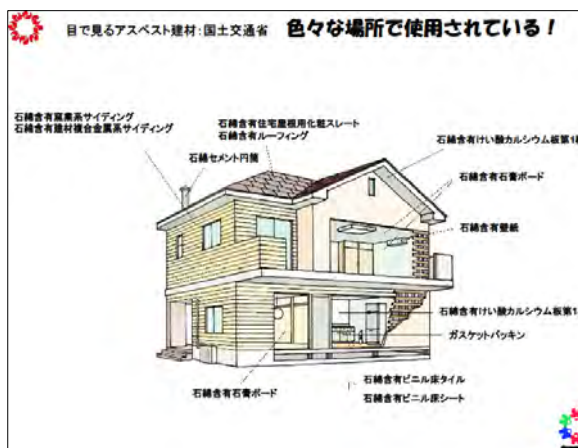 目で見るアスベスト建材：国土交通省
色々な場所で使用されている！
石綿含有窯業系サイディング
石綿含有建材複合金属系サイディング
石綿含有住宅屋根用化粧スレート
石綿含有ルーフィング
石綿セメント円筒
石綿含有けい酸カルシウム板第1
石綿含有石膏ボード
石綿含有壁紙
石綿含有けい酸カルシウム板第1
ガスケットパッキン
石綿含有石膏ボード
石綿含有ビニル床タイル
石綿含有ビニル床シート